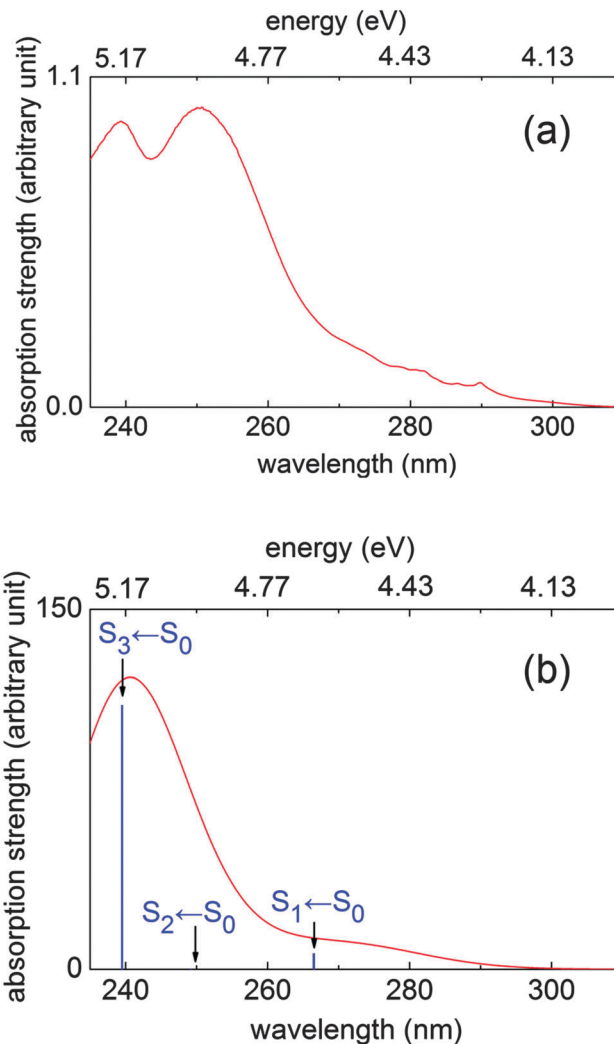 energy (eV)
5.17 4.77 4.43 4.13
1.1
(a)
absorption strength (arbitrary unit)
0.0
240 260 280 300
wavelength (nm)
energy (eV)
5.17 4.77 4.43 4.13
150
S₃←S₀
(b)
absorption strength (arbitrary unit)
S₂←S₀ S₁←S₀
0
240 260 280 300
wavelength (nm)